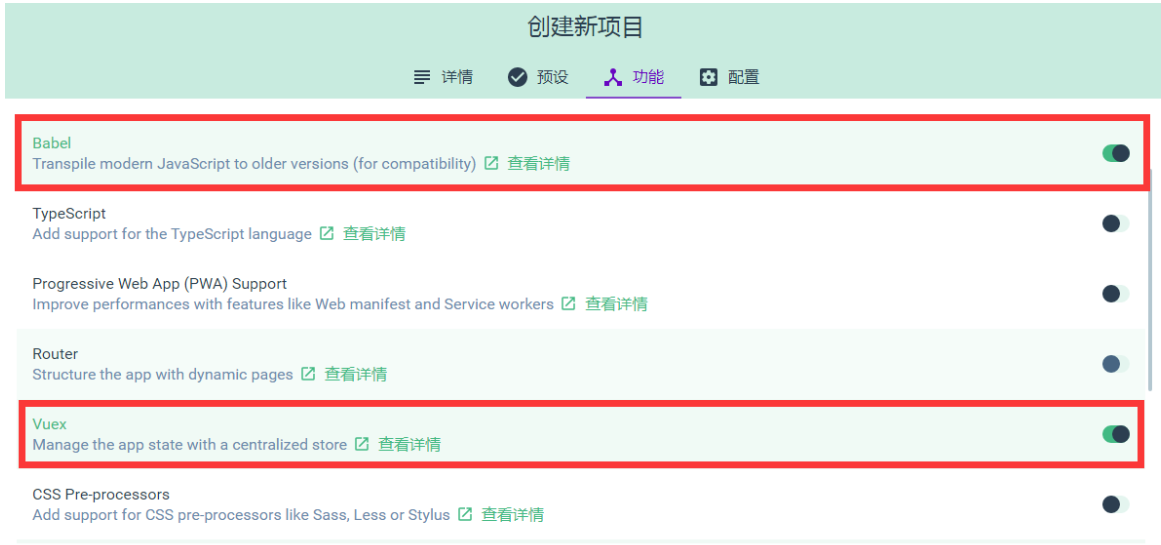 创建新项目
详情 预设 功能 配置
Babel
Transpile modern JavaScript to older versions (for compatibility) 查看详情
TypeScript
Add support for the TypeScript language 查看详情
Progressive Web App (PWA) Support
Improve performances with features like Web manifest and Service workers 查看详情
Router
Structure the app with dynamic pages 查看详情
Vuex
Manage the app state with a centralized store 查看详情
CSS Pre-processors
Add support for CSS pre-processors like Sass, Less or Stylus 查看详情